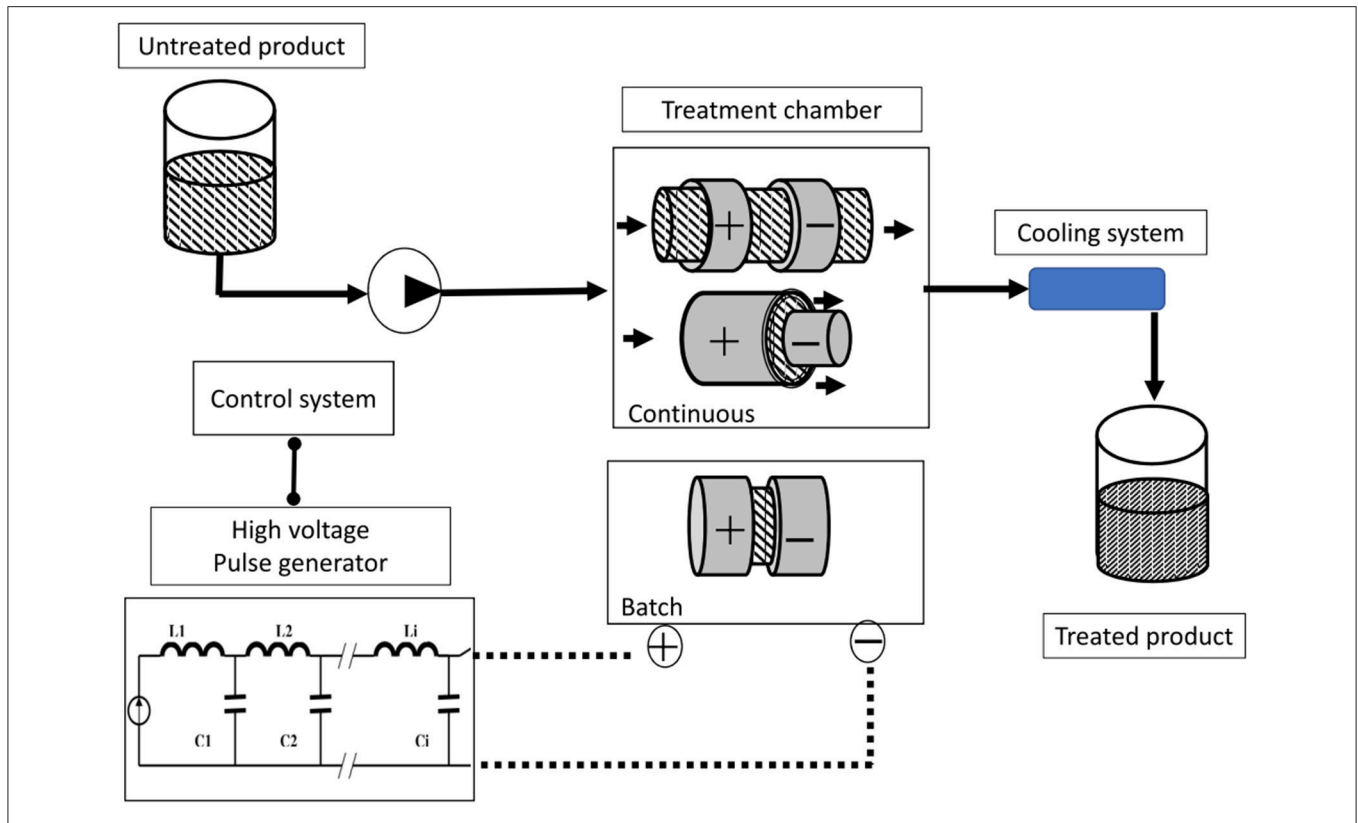 Untreated product
Treatment chamber
+
−
+
−
Continuous
Cooling system
Control system
High voltage
Pulse generator
+
−
Batch
+
−
Treated product
L1
L2
Li
C1
C2
Ci